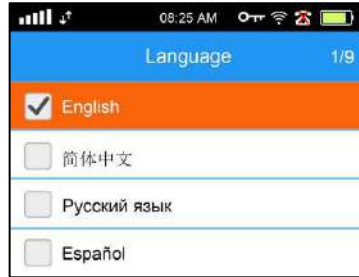 08:25 AM
Language 1/9
English
简体中文
Русский язык
Español